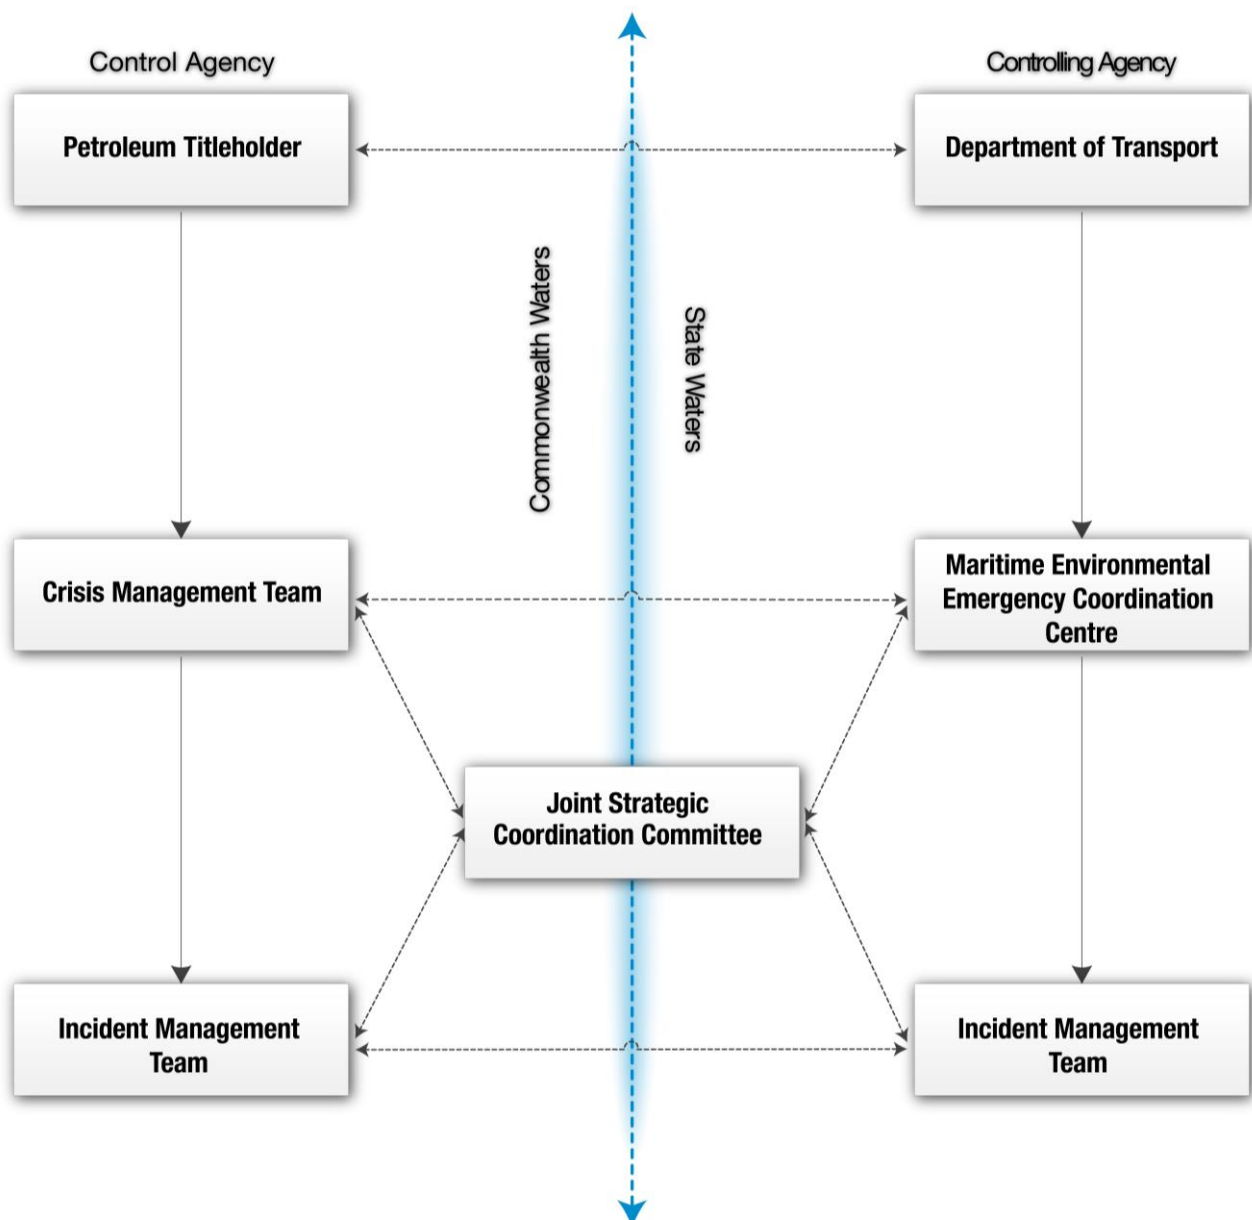 Control Agency
Controlling Agency
Petroleum Titleholder
Department of Transport
Commonwealth Waters
State Waters
Crisis Management Team
Maritime Environmental
Emergency Coordination
Centre
Joint Strategic
Coordination Committee
Incident Management
Team
Incident Management
Team